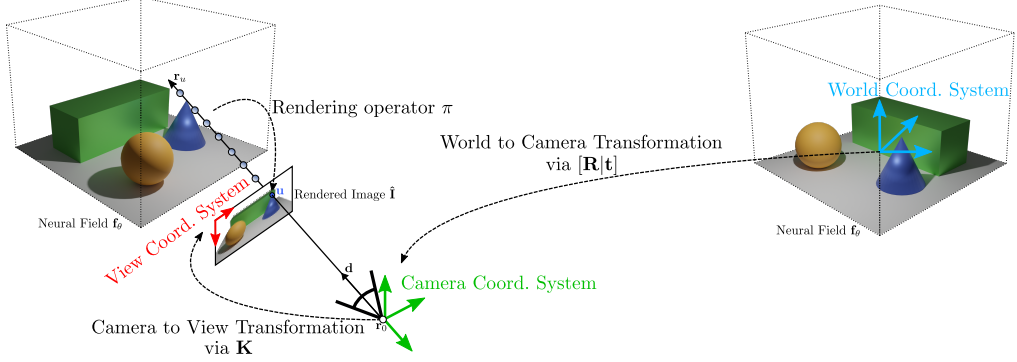 r_u
Rendering operator π
World Coord. System
World to Camera Transformation
via [R|t]
u
Rendered Image Î
View Coord. System
Neural Field f_θ
Neural Field f_θ
d
Camera Coord. System
r_0
Camera to View Transformation
via K